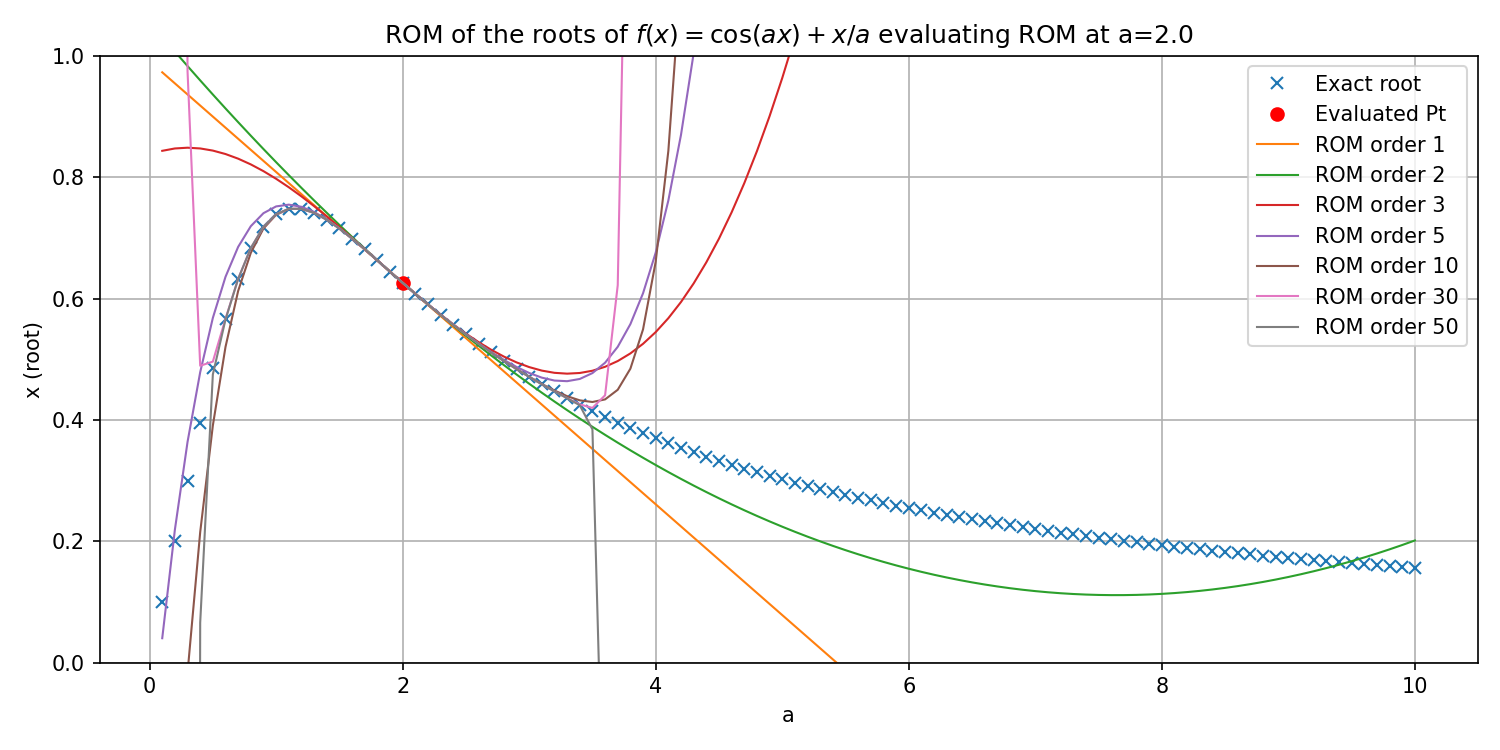 ROM of the roots of f(x) = cos(ax) + x/a evaluating ROM at a=2.0
1.0
0.8
0.6
0.4
0.2
0.0
x (root)
0 2 4 6 8 10
a
Exact root
Evaluated Pt
ROM order 1
ROM order 2
ROM order 3
ROM order 5
ROM order 10
ROM order 30
ROM order 50